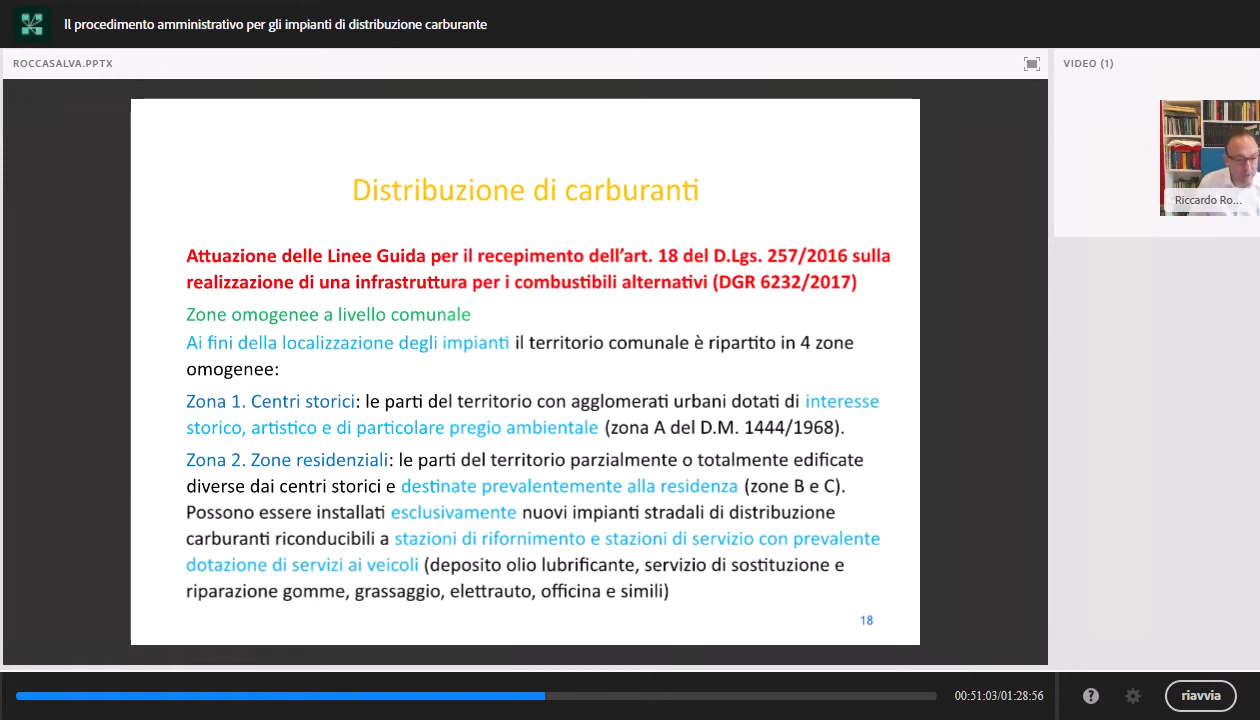 Il procedimento amministrativo per gli impianti di distribuzione carburante
ROCCASALVA.PPTX
VIDEO (1)
Distribuzione di carburanti
Attuazione delle Linee Guida per il recepimento dell’art. 18 del D.Lgs. 257/2016 sulla
realizzazione di una infrastruttura per i combustibili alternativi (DGR 6232/2017)
Zone omogenee a livello comunale
Ai fini della localizzazione degli impianti il territorio comunale è ripartito in 4 zone
omogenee:
Zona 1. Centri storici: le parti del territorio con agglomerati urbani dotati di interesse
storico, artistico e di particolare pregio ambientale (zona A del D.M. 1444/1968).
Zona 2. Zone residenziali: le parti del territorio parzialmente o totalmente edificate
diverse dai centri storici e destinate prevalentemente alla residenza (zone B e C).
Possono essere installati esclusivamente nuovi impianti stradali di distribuzione
carburanti riconducibili a stazioni di rifornimento e stazioni di servizio con prevalente
dotazione di servizi ai veicoli (deposito olio lubrificante, servizio di sostituzione e
riparazione gomme, grassaggio, elettrauto, officina e simili)
18
Riccardo Ro...
00:51:03/01:28:56
?
riavvia